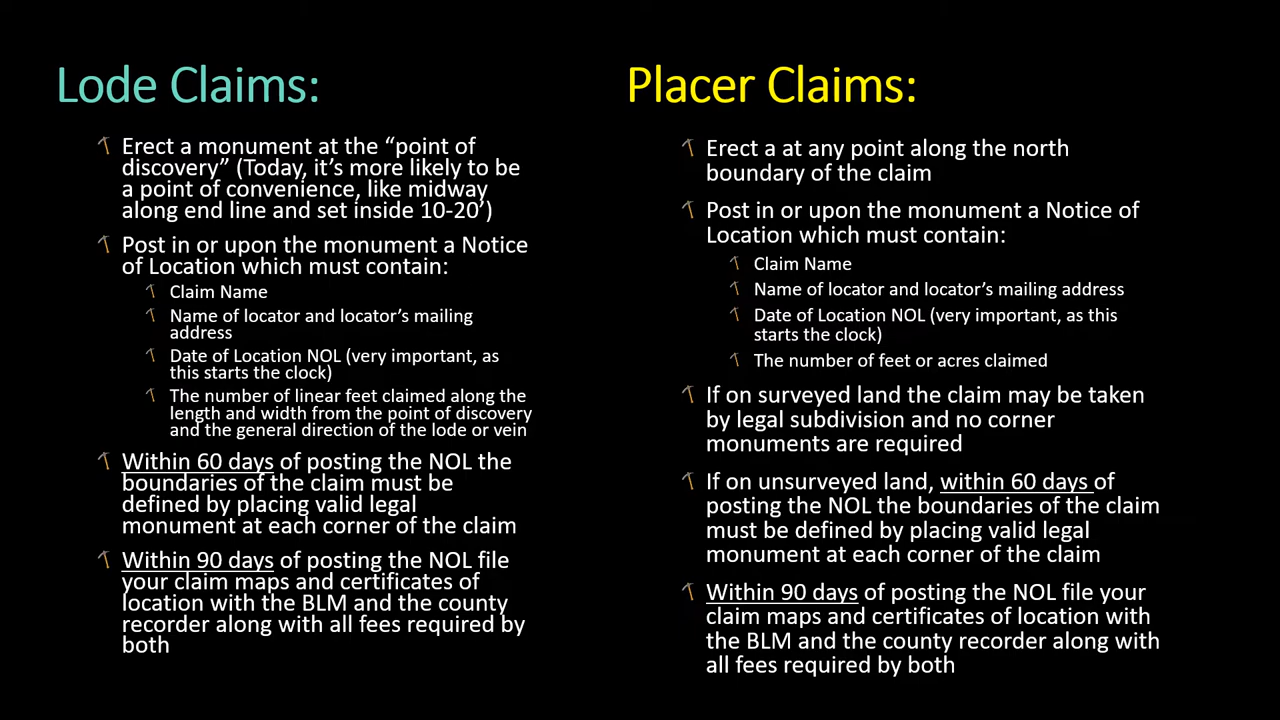 Lode Claims:
Erect a monument at the “point of
discovery” (Today, it’s more likely to be
a point of convenience, like midway
along end line and set inside 10-20’)
Post in or upon the monument a Notice
of Location which must contain:
Claim Name
Name of locator and locator’s mailing
address
Date of Location NOL (very important, as
this starts the clock)
The number of linear feet claimed along the
length and width from the point of discovery
and the general direction of the lode or vein
Within 60 days of posting the NOL the
boundaries of the claim must be
defined by placing valid legal
monument at each corner of the claim
Within 90 days of posting the NOL file
your claim maps and certificates of
location with the BLM and the county
recorder along with all fees required by
both
Placer Claims:
Erect a at any point along the north
boundary of the claim
Post in or upon the monument a Notice of
Location which must contain:
Claim Name
Name of locator and locator’s mailing address
Date of Location NOL (very important, as this
starts the clock)
The number of feet or acres claimed
If on surveyed land the claim may be taken
by legal subdivision and no corner
monuments are required
If on unsurveyed land, within 60 days of
posting the NOL the boundaries of the claim
must be defined by placing valid legal
monument at each corner of the claim
Within 90 days of posting the NOL file your
claim maps and certificates of location with
the BLM and the county recorder along with
all fees required by both